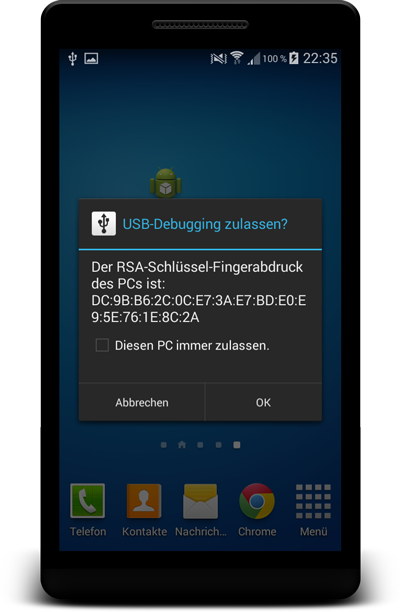 100 % 22:35
USB-Debugging zulassen?
Der RSA-Schlüssel-Fingerabdruck
des PCs ist:
DC:9B:B6:2C:0C:E7:3A:E7:BD:E0:E
9:5E:76:1E:8C:2A
Diesen PC immer zulassen.
Abbrechen OK
Telefon Kontakte Nachrich... Chrome Menü